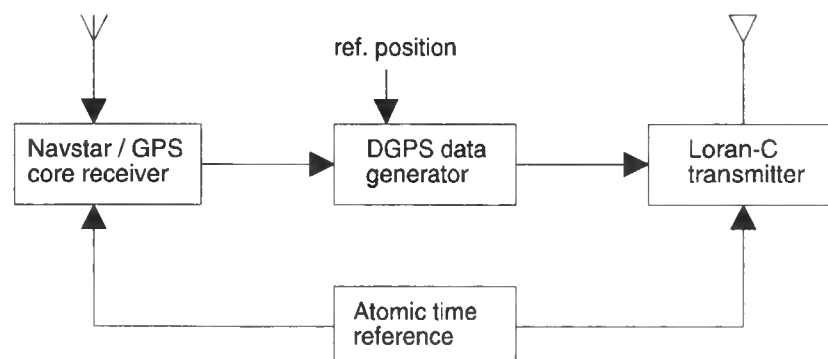 ref. position
Navstar / GPS
core receiver
DGPS data
generator
Loran-C
transmitter
Atomic time
reference